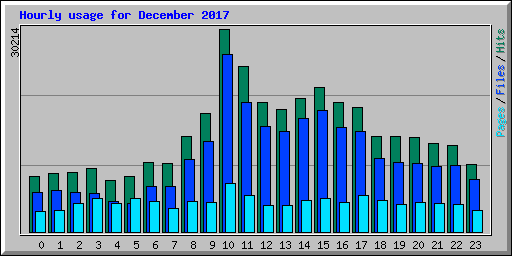 Hourly usage for December 2017
30214
Pages/Files/Hits
0 1 2 3 4 5 6 7 8 9 10 11 12 13 14 15 16 17 18 19 20 21 22 23